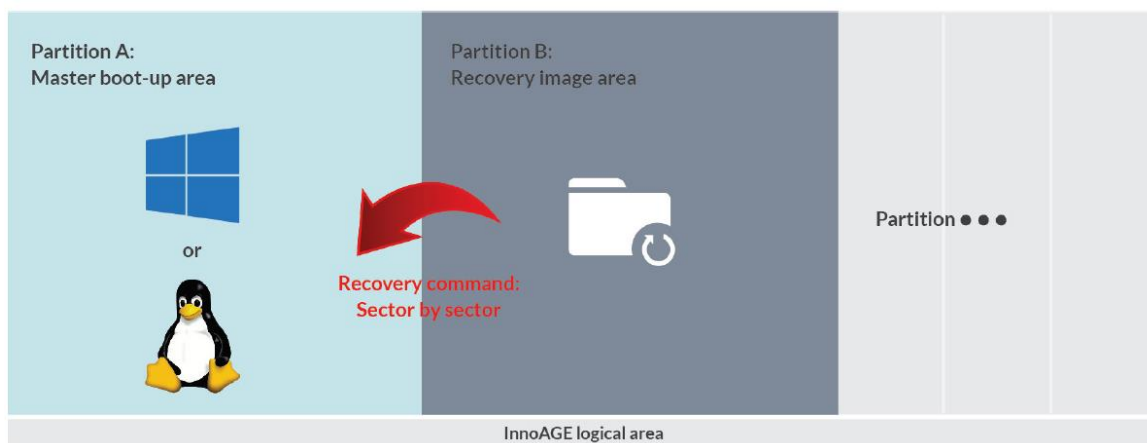 Partition A:
Master boot-up area
Partition B:
Recovery image area
or
Recovery command:
Sector by sector
Partition ● ● ●
InnoAGE logical area